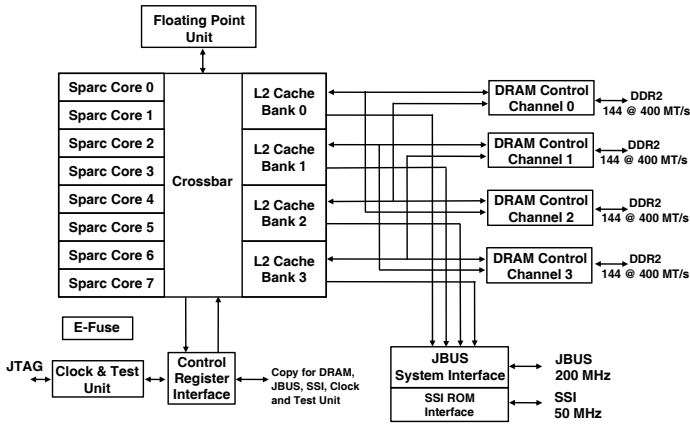 Floating Point
Unit
Sparc Core 0
Sparc Core 1
Sparc Core 2
Sparc Core 3
Sparc Core 4
Sparc Core 5
Sparc Core 6
Sparc Core 7
Crossbar
L2 Cache
Bank 0
L2 Cache
Bank 1
L2 Cache
Bank 2
L2 Cache
Bank 3
DRAM Control
Channel 0
DDR2
144 @ 400 MT/s
DRAM Control
Channel 1
DDR2
144 @ 400 MT/s
DRAM Control
Channel 2
DDR2
144 @ 400 MT/s
DRAM Control
Channel 3
DDR2
144 @ 400 MT/s
E-Fuse
JTAG
Clock & Test
Unit
Control
Register
Interface
Copy for DRAM,
JBUS, SSI, Clock
and Test Unit
JBUS
System Interface
JBUS
200 MHz
SSI ROM
Interface
SSI
50 MHz